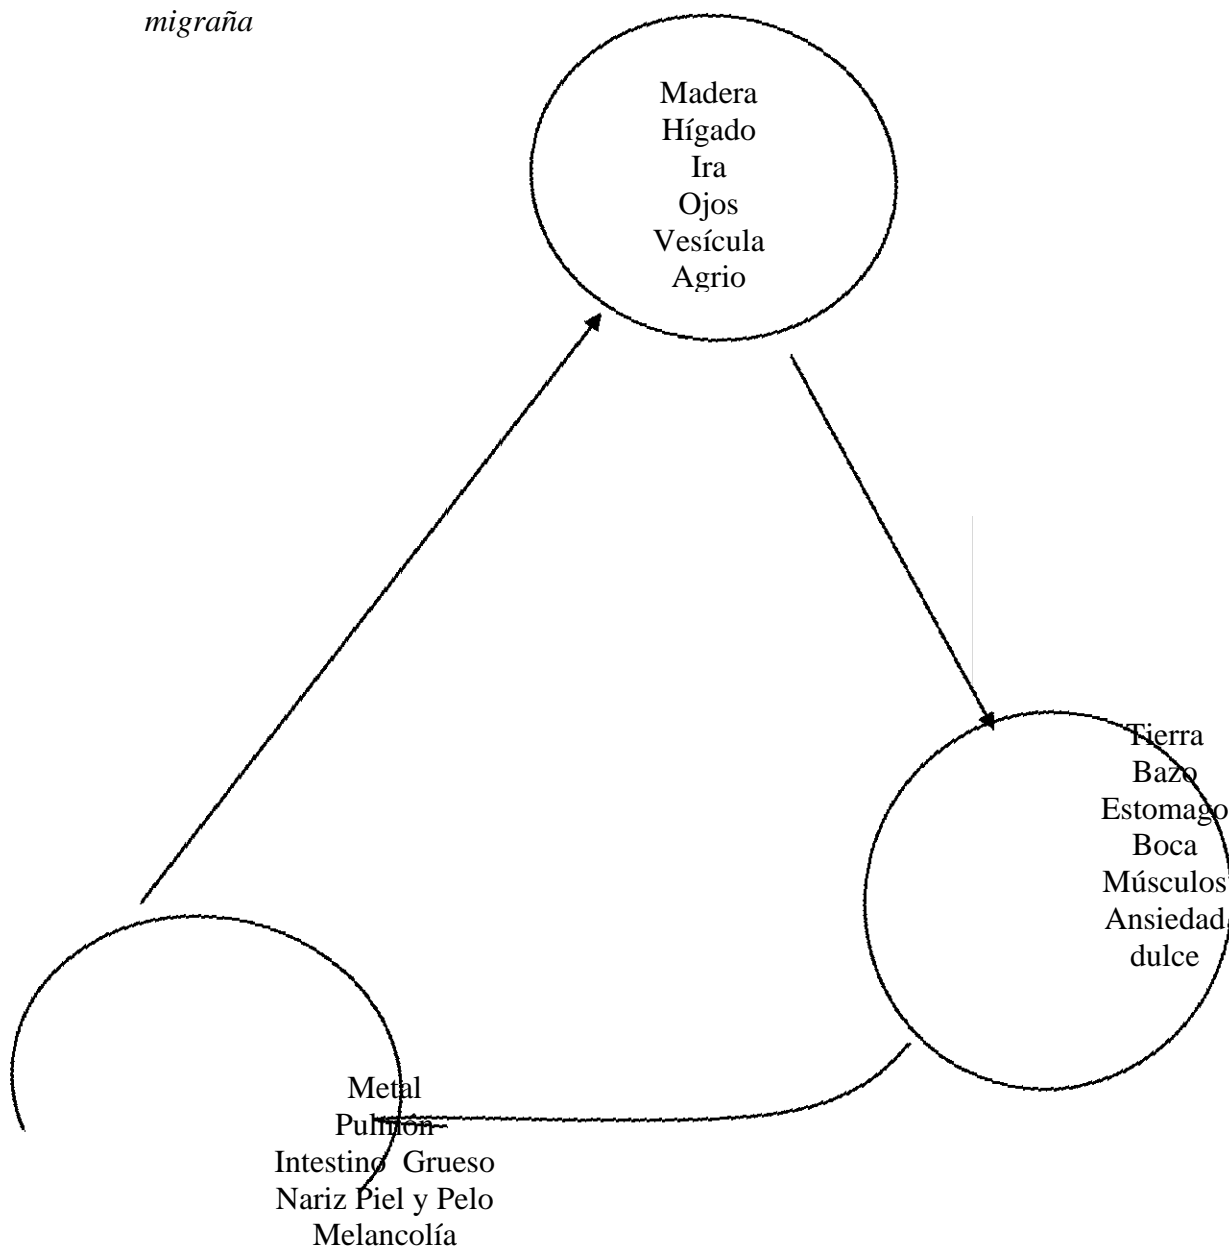 migraña
Madera
Hígado
Ira
Ojos
Vesícula
Agrio
Tierra
Bazo
Estomago
Boca
Músculos
Ansiedad
dulce
Metal
Pulmón
Intestino Grueso
Nariz Piel y Pelo
Melancolía